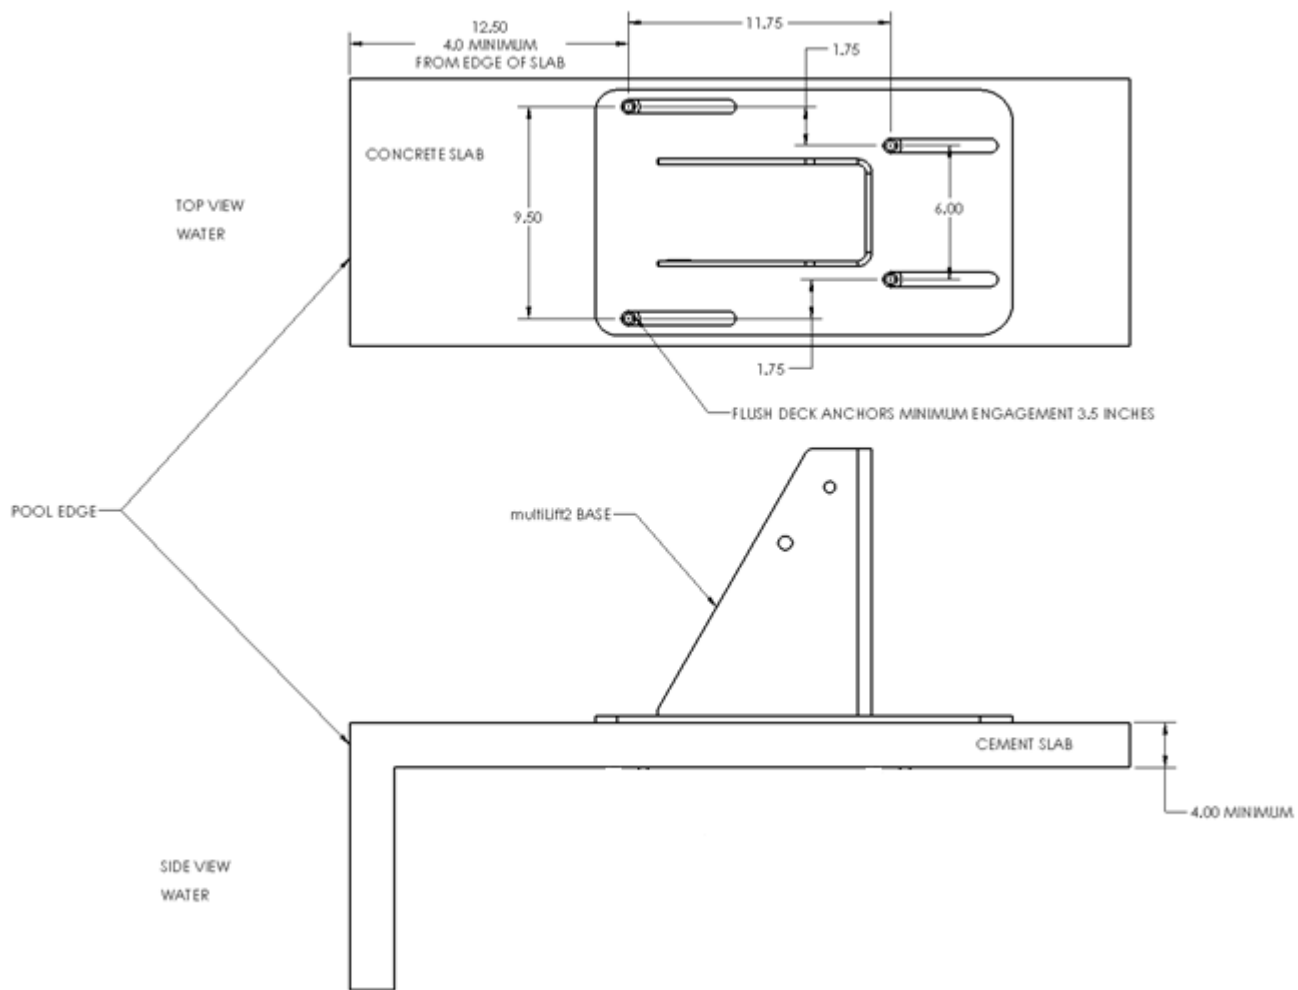 12.50
4.0 MINIMUM
FROM EDGE OF SLAB
11.75
1.75
CONCRETE SLAB
TOP VIEW
WATER
9.50
6.00
1.75
FLUSH DECK ANCHORS MINIMUM ENGAGEMENT 3.5 INCHES
POOL EDGE
multiLift2 BASE
CEMENT SLAB
4.00 MINIMUM
SIDE VIEW
WATER